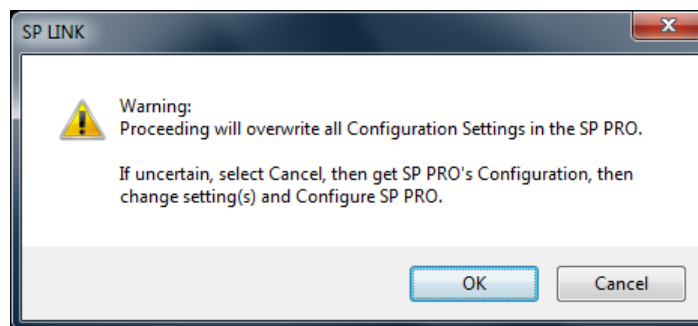 SP LINK
Warning:
Proceeding will overwrite all Configuration Settings in the SP PRO.
If uncertain, select Cancel, then get SP PRO's Configuration, then
change setting(s) and Configure SP PRO.
OK
Cancel